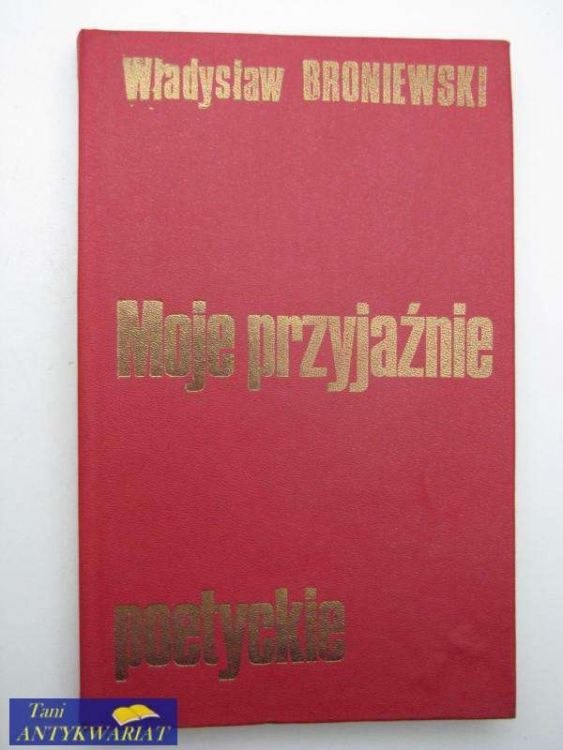 Władysław BRONIEWSKI
Moje przyjaźnie
poetyckie
Tani
ANTYKWARIAT